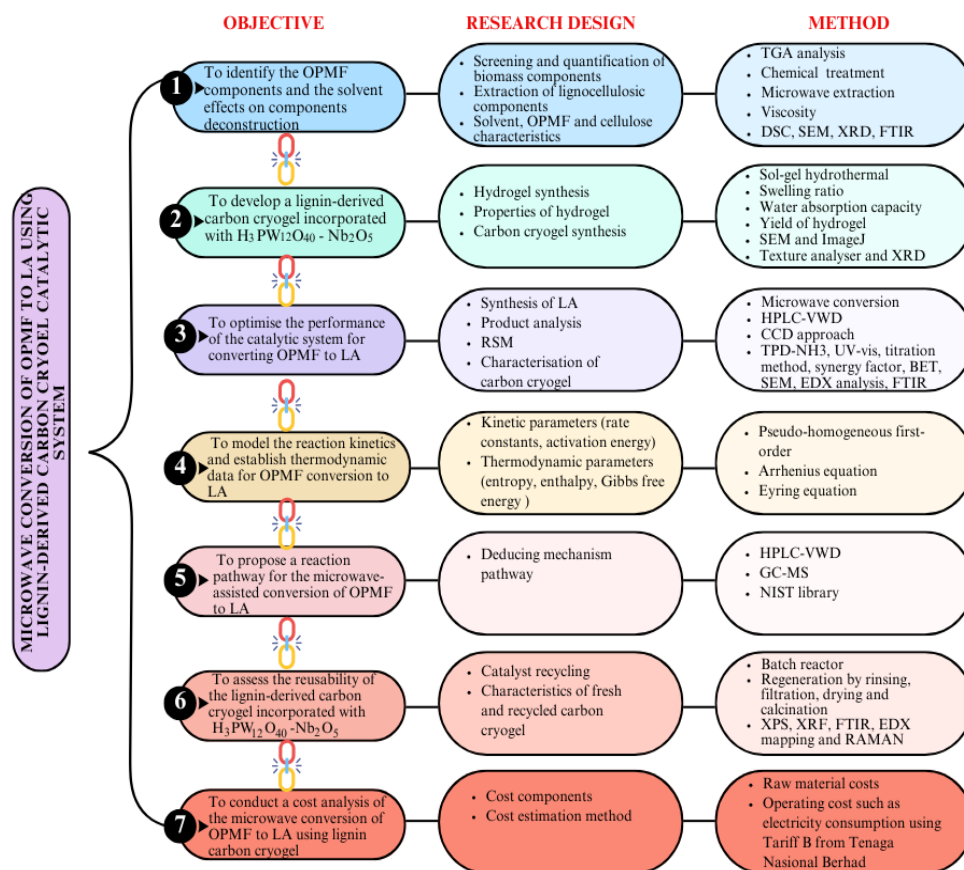 OBJECTIVE
RESEARCH DESIGN
METHOD
MICROWAVE CONVERSION OF OPMF TO LA USING
LIGNIN-DERIVED CARBON CRYOEL CATALYTIC
SYSTEM
1
To identify the OPMF
components and the solvent
effects on components
deconstruction
• Screening and quantification of
biomass components
• Extraction of lignocellulosic
components
• Solvent, OPMF and cellulose
characteristics
• TGA analysis
• Chemical treatment
• Microwave extraction
• Viscosity
• DSC, SEM, XRD, FTIR
2
To develop a lignin-derived
carbon cryogel incorporated
with H₃PW₁₂O₄₀ - Nb₂O₅
• Hydrogel synthesis
• Properties of hydrogel
• Carbon cryogel synthesis
• Sol-gel hydrothermal
• Swelling ratio
• Water absorption capacity
• Yield of hydrogel
• SEM and ImageJ
• Texture analyser and XRD
3
To optimise the performance
of the catalytic system for
converting OPMF to LA
• Synthesis of LA
• Product analysis
• RSM
• Characterisation of
carbon cryogel
• Microwave conversion
• HPLC-VWD
• CCD approach
• TPD-NH3, UV-vis, titration
method, synergy factor, BET,
SEM, EDX analysis, FTIR
4
To model the reaction kinetics
and establish thermodynamic
data for OPMF conversion to
LA
• Kinetic parameters (rate
constants, activation energy)
• Thermodynamic parameters
(entropy, enthalpy, Gibbs free
energy )
• Pseudo-homogeneous first-
order
• Arrhenius equation
• Eyring equation
5
To propose a reaction
pathway for the microwave-
assisted conversion of OPMF
to LA
• Deducing mechanism
pathway
• HPLC-VWD
• GC-MS
• NIST library
6
To assess the reusability of
the lignin-derived carbon
cryogel incorporated with
H₃PW₁₂O₄₀ -Nb₂O₅
• Catalyst recycling
• Characteristics of fresh
and recycled carbon
cryogel
• Batch reactor
• Regeneration by rinsing,
filtration, drying and
calcination
• XPS, XRF, FTIR, EDX
mapping and RAMAN
7
To conduct a cost analysis of
the microwave conversion of
OPMF to LA using lignin
carbon cryogel
• Cost components
• Cost estimation method
• Raw material costs
• Operating cost such as
electricity consumption using
Tariff B from Tenaga
Nasional Berhad